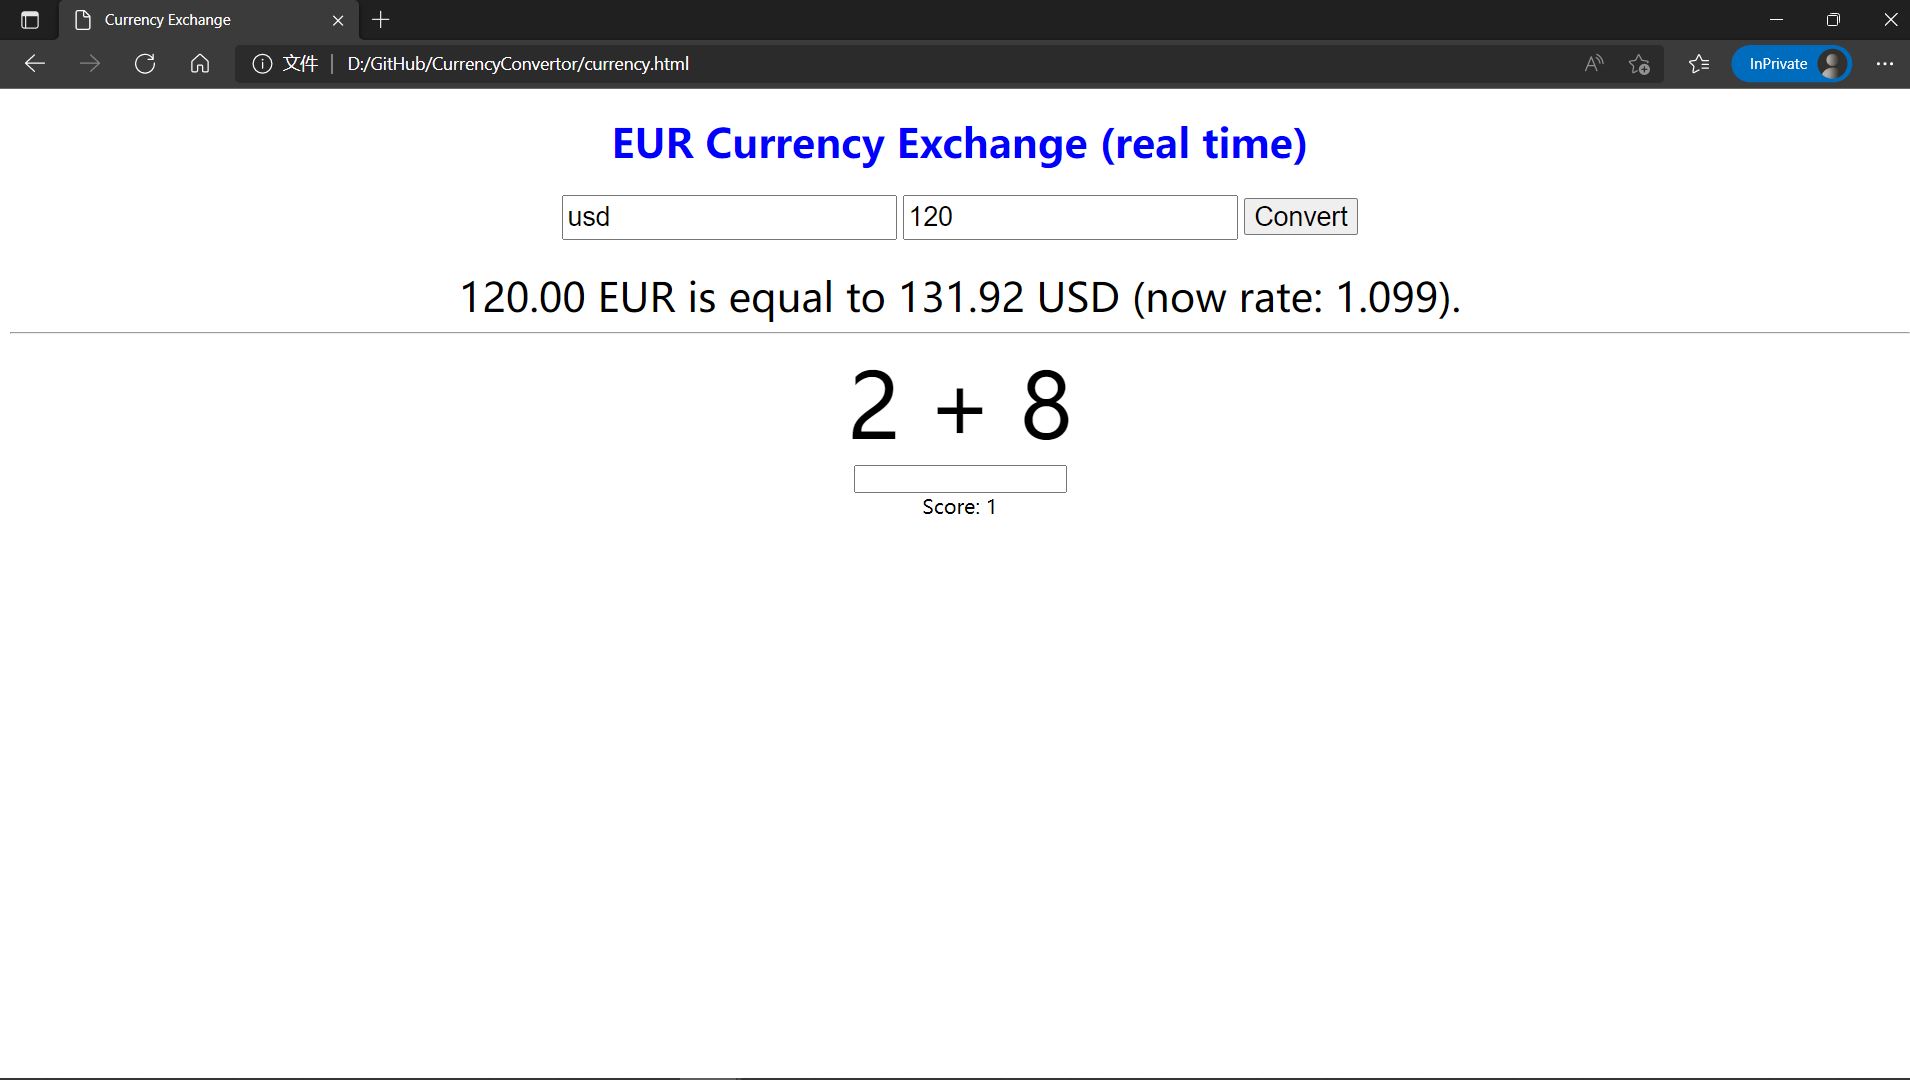 Currency Exchange
文件 D:/GitHub/CurrencyConvertor/currency.html
InPrivate
EUR Currency Exchange (real time)
usd 120 Convert
120.00 EUR is equal to 131.92 USD (now rate: 1.099).
2 + 8
Score: 1